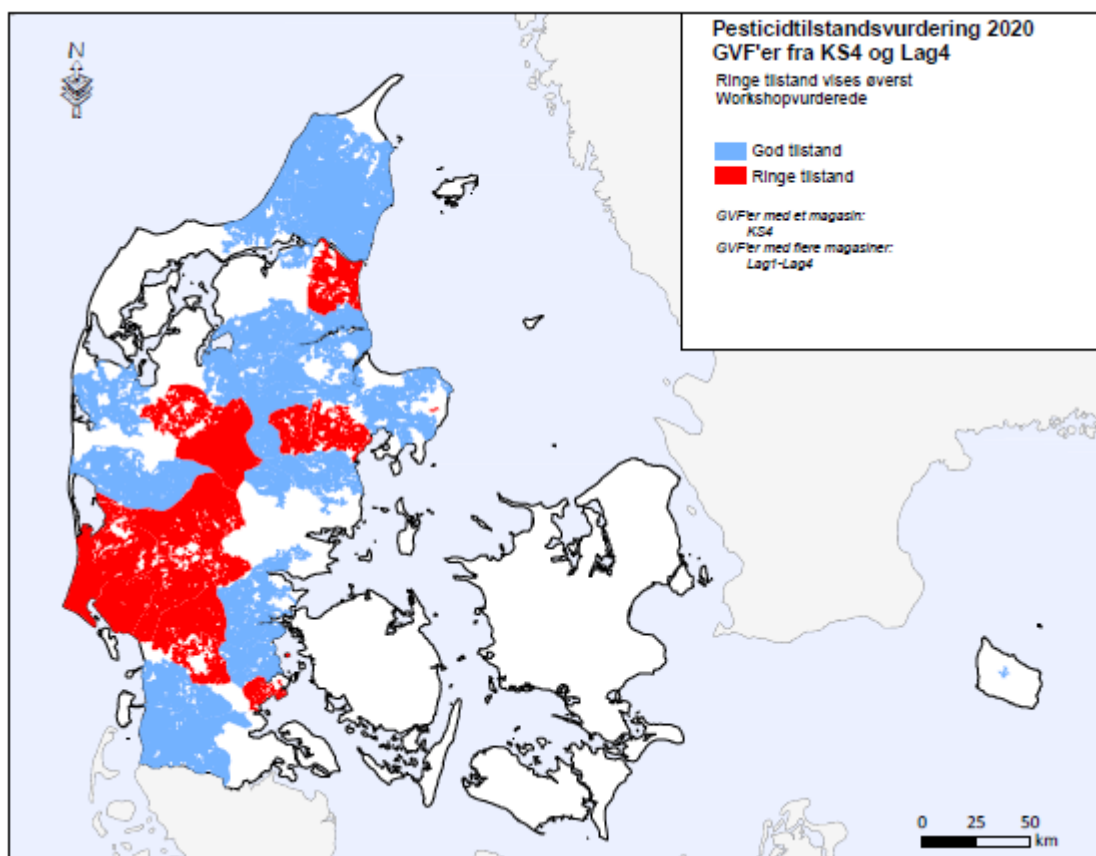 Pesticidtilstandsvurdering 2020
GVF'er fra KS4 og Lag4
Ringe tilstand vises øverst
Workshopvurderede
God tilstand
Ringe tilstand
GVF'er med et magasin:
KS4
GVF'er med flere magasiner:
Lag1-Lag4
N
0 25 50
km